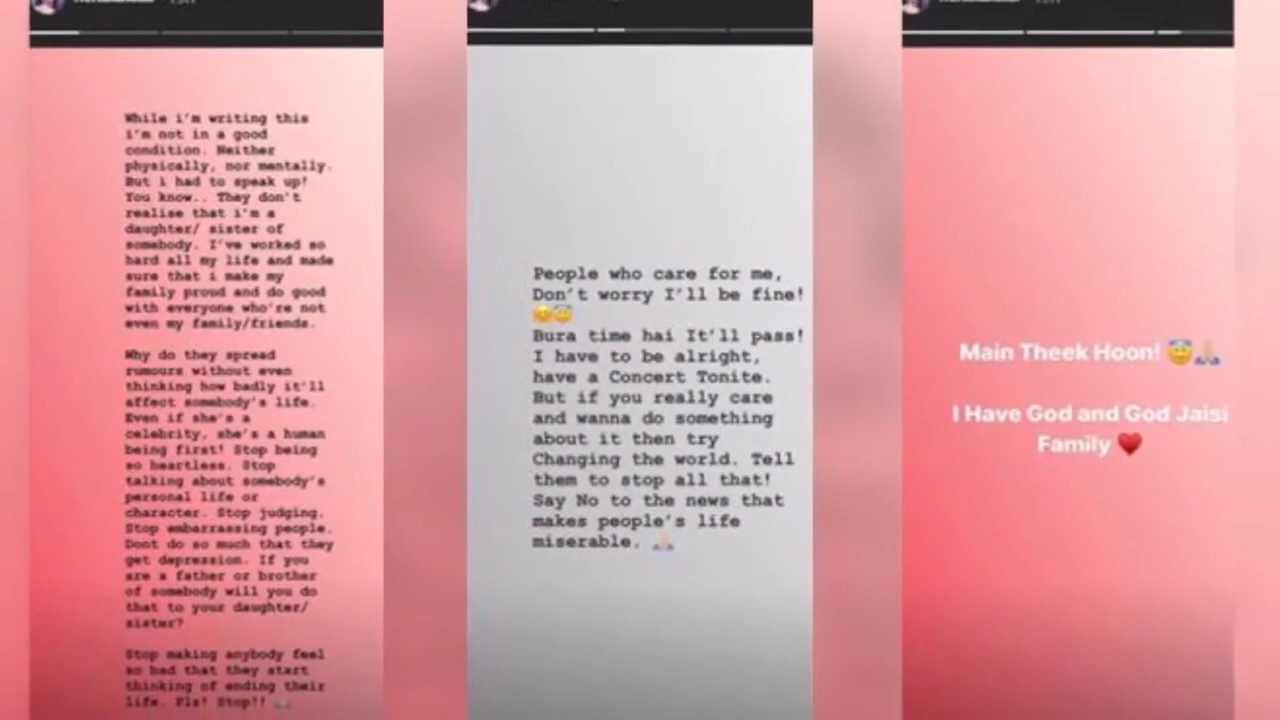 While i'm writing this
i'm not in a good
condition. Neither
physically, nor mentally.
But i had to speak up!
You know.. They don't
realise that i'm a
daughter/ sister of
somebody. I've worked so
hard all my life and made
sure that i make my
family proud and do good
with everyone who're not
even my family/friends.
Why do they spread
rumours without even
thinking how badly it'll
affect somebody's life.
Even if she's a
celebrity, she's a human
being first! Stop being
so heartless. Stop
talking about somebody's
personal life or
character. Stop judging.
Stop embarrassing people.
Dont do so much that they
get depression. If you
are a father or brother
of somebody will you do
that to your daughter/
sister?
Stop making anybody feel
so bad that they start
thinking of ending their
life. Pls! Stop!! 🙏🏻
People who care for me,
Don't worry I'll be fine!
😊😇
Bura time hai It'll pass!
I have to be alright,
have a Concert Tonite.
But if you really care
and wanna do something
about it then try
Changing the world. Tell
them to stop all that!
Say No to the news that
makes people's life
miserable. 🙏🏻
Main Theek Hoon! 😇🙏🏻
I Have God and God Jaisi
Family ♥️